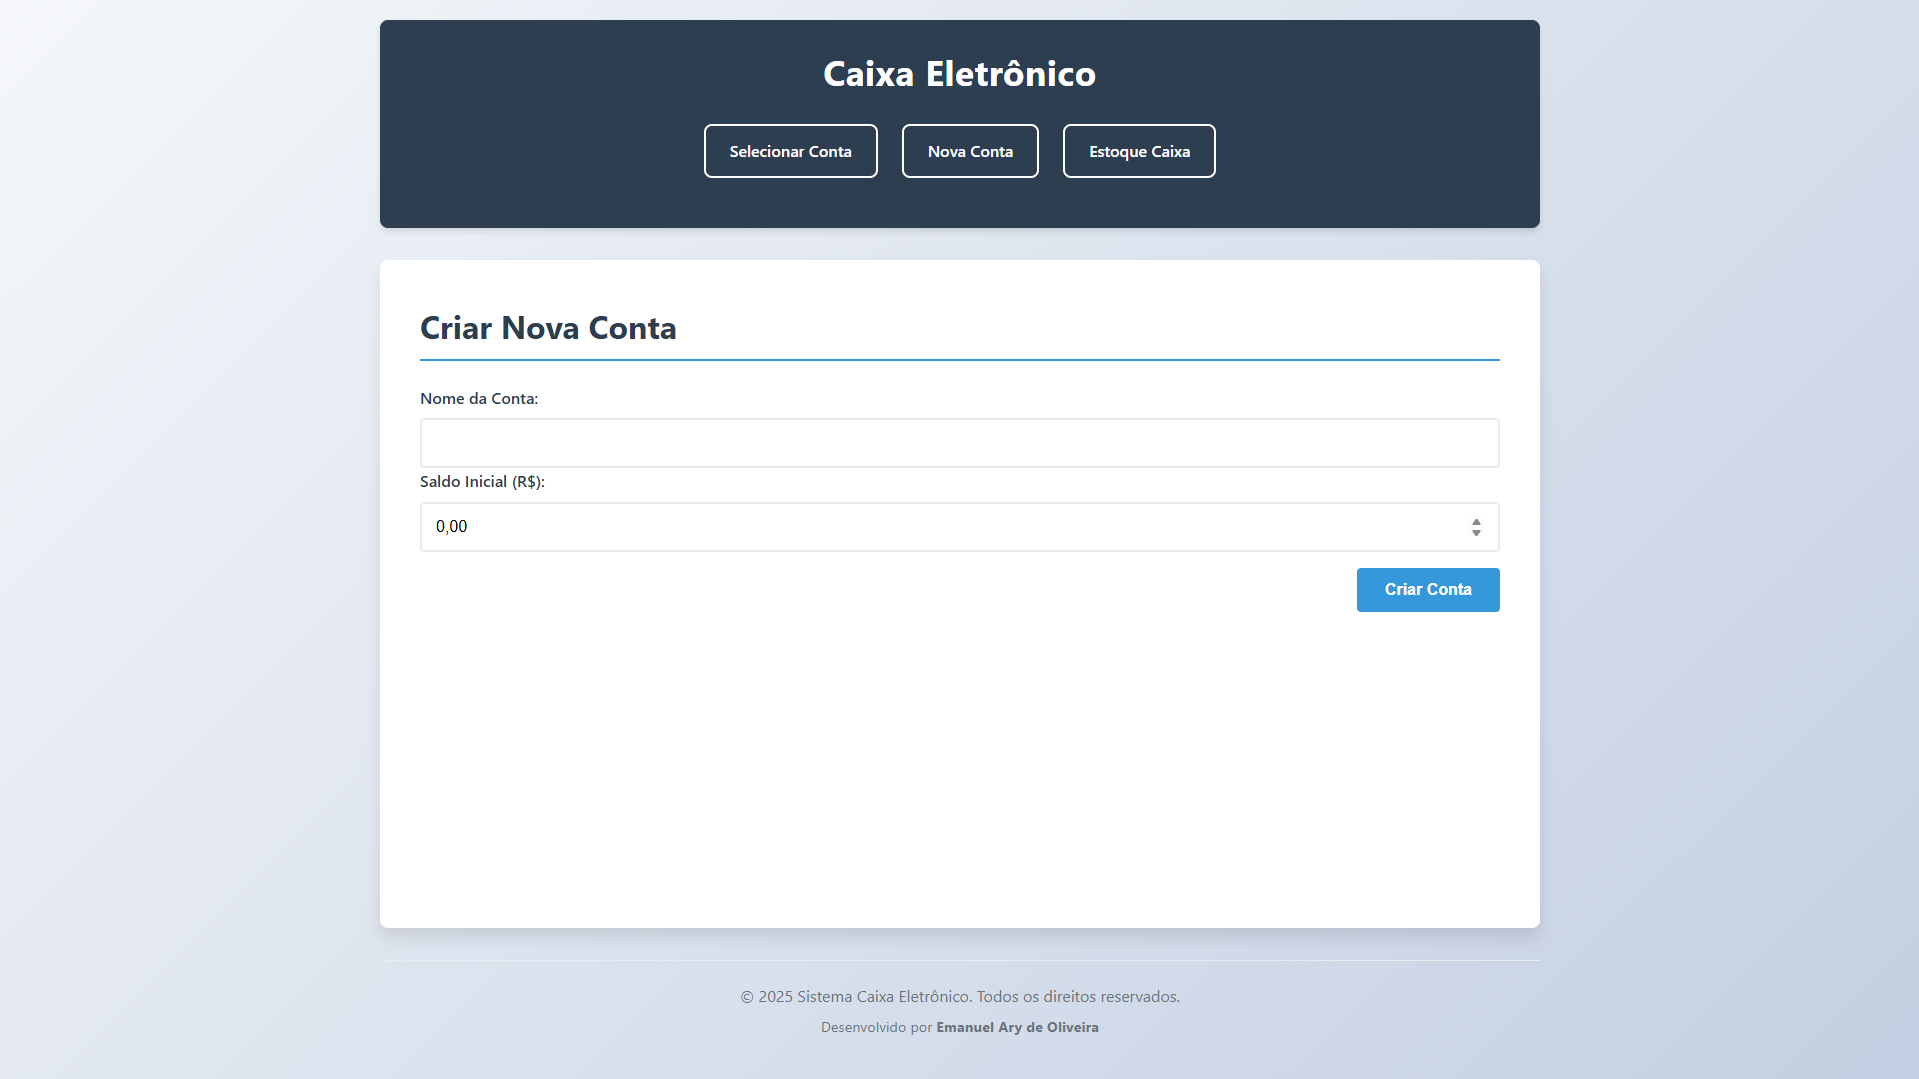 Caixa Eletrônico
Selecionar Conta Nova Conta Estoque Caixa
Criar Nova Conta
Nome da Conta:
Saldo Inicial (R$):
0,00
Criar Conta
© 2025 Sistema Caixa Eletrônico. Todos os direitos reservados.
Desenvolvido por Emanuel Ary de Oliveira